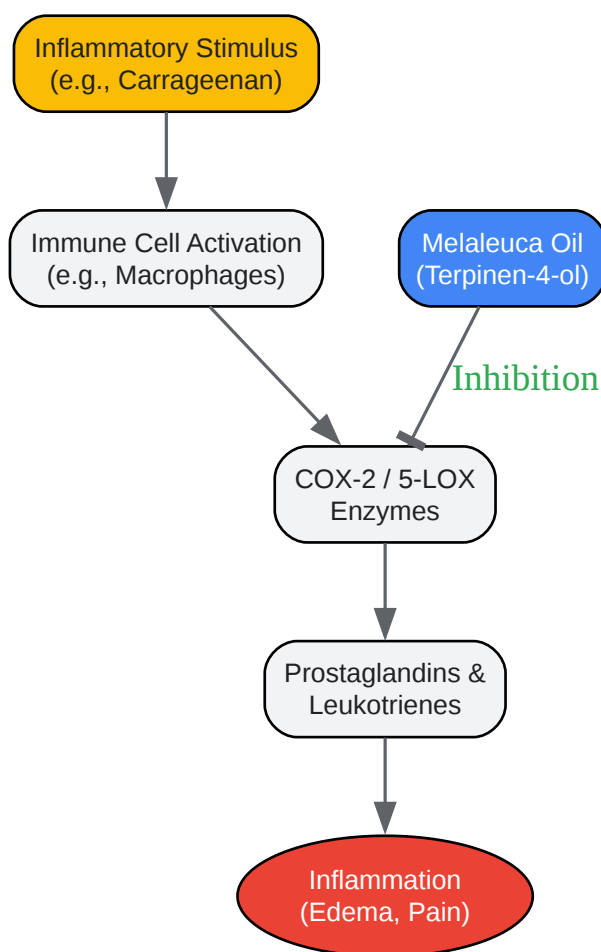 Inflammatory Stimulus
(e.g., Carrageenan)
Immune Cell Activation
(e.g., Macrophages)
Melaleuca Oil
(Terpinen-4-ol)
Inhibition
COX-2 / 5-LOX
Enzymes
Prostaglandins &
Leukotrienes
Inflammation
(Edema, Pain)